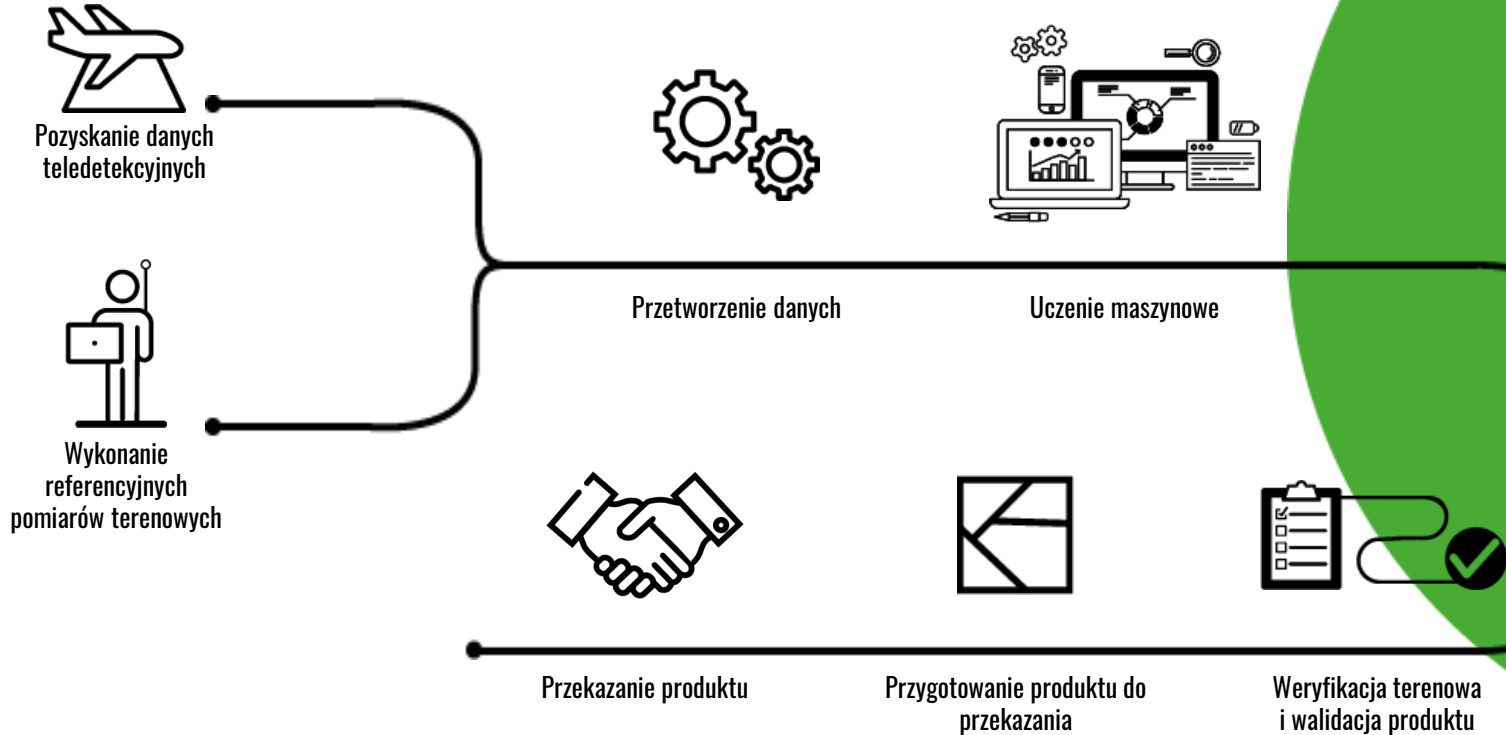 Pozyskanie danych
teledetekcyjnych
Wykonanie
referencyjnych
pomiarów terenowych
Przetworzenie danych
Uczenie maszynowe
Przekazanie produktu
Przygotowanie produktu do
przekazania
Weryfikacja terenowa
i walidacja produktu